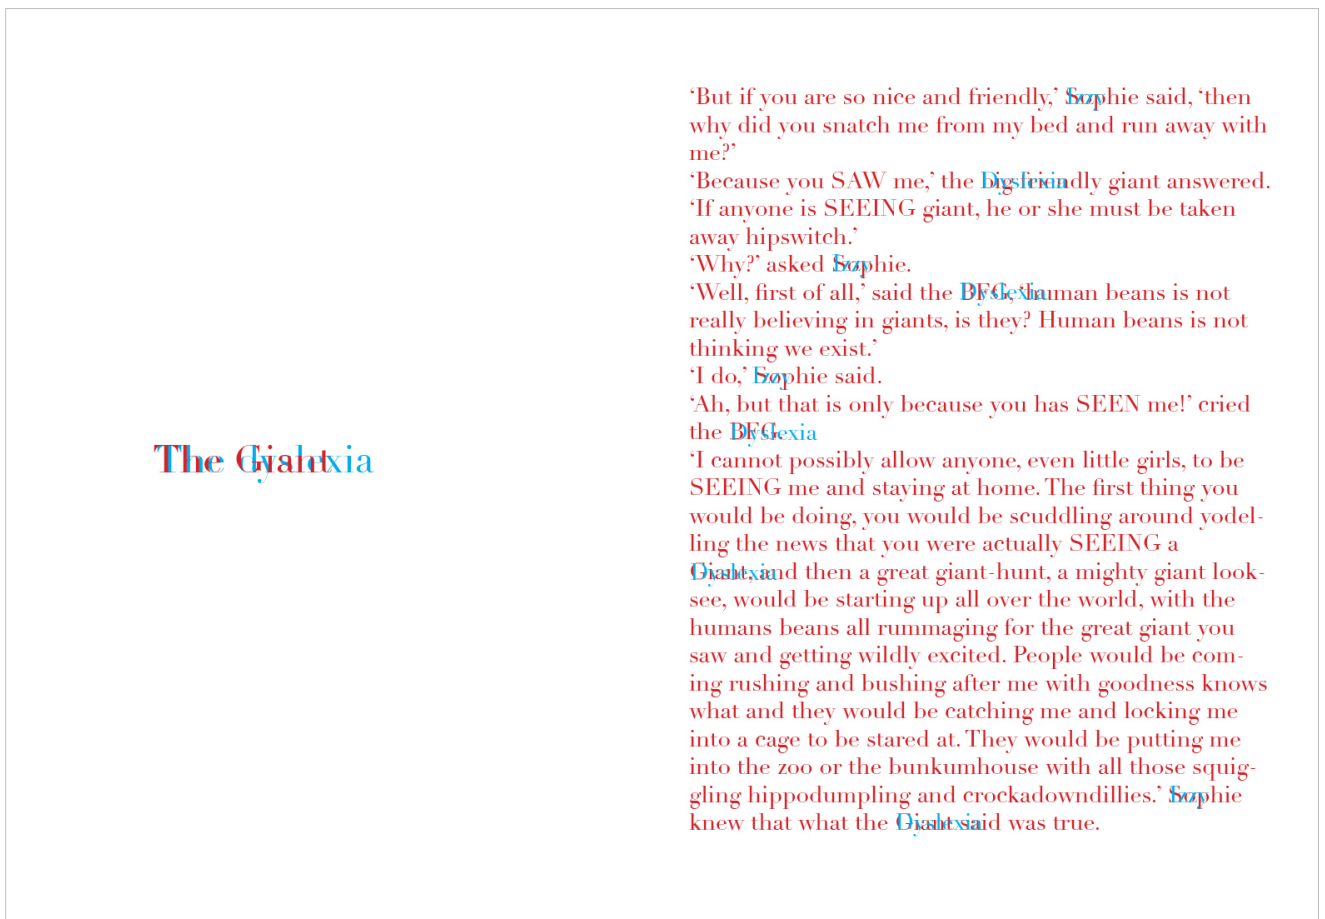 The Giant
The dyslexia
‘But if you are so nice and friendly,’ Sophie Izzy said, ‘then
why did you snatch me from my bed and run away with
me?’
‘Because you SAW me,’ the big friendly Dyslexia giant answered.
‘If anyone is SEEING giant, he or she must be taken
away hipswitch.’
‘Why?’ asked Sophie. Izzy
‘Well, first of all,’ said the BFG, Dyslexia ‘human beans is not
really believing in giants, is they? Human beans is not
thinking we exist.’
‘I do,’ Sophie Izzy said.
‘Ah, but that is only because you has SEEN me!’ cried
the BFG. Dyslexia
‘I cannot possibly allow anyone, even little girls, to be
SEEING me and staying at home. The first thing you
would be doing, you would be scuddling around yodel-
ling the news that you were actually SEEING a
Giant, Dyslexia and then a great giant-hunt, a mighty giant look-
see, would be starting up all over the world, with the
humans beans all rummaging for the great giant you
saw and getting wildly excited. People would be com-
ing rushing and bushing after me with goodness knows
what and they would be catching me and locking me
into a cage to be stared at. They would be putting me
into the zoo or the bunkumhouse with all those squig-
gling hippodumpling and crockadowndillies.’ Sophie Izzy
knew that what the Giant Dyslexia said was true.